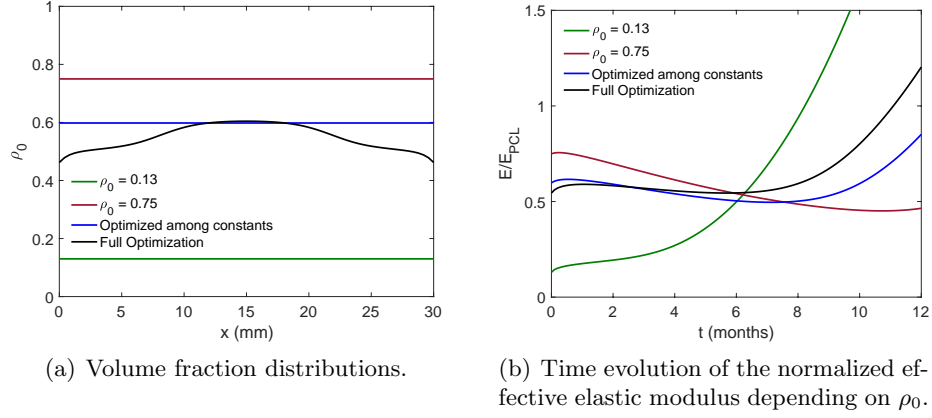 1
0.8
0.6
0.4
0.2
0
ρ₀
ρ₀ = 0.13
ρ₀ = 0.75
Optimized among constants
Full Optimization
0 5 10 15 20 25 30
x (mm)
(a) Volume fraction distributions.
1.5
1
0.5
0
E/E_PCL
ρ₀ = 0.13
ρ₀ = 0.75
Optimized among constants
Full Optimization
0 2 4 6 8 10 12
t (months)
(b) Time evolution of the normalized ef-
fective elastic modulus depending on ρ₀.